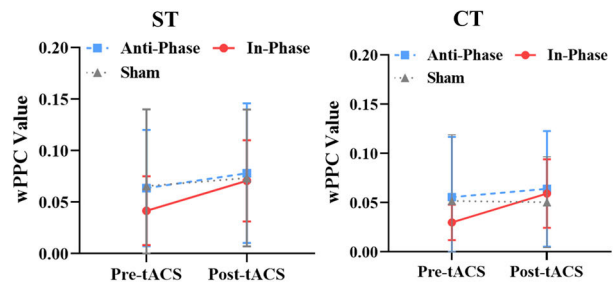 ST
Anti-Phase In-Phase
Sham
wPPC Value
0.20
0.15
0.10
0.05
0.00
Pre-tACS Post-tACS
CT
Anti-Phase In-Phase
Sham
wPPC Value
0.20
0.15
0.10
0.05
0.00
Pre-tACS Post-tACS